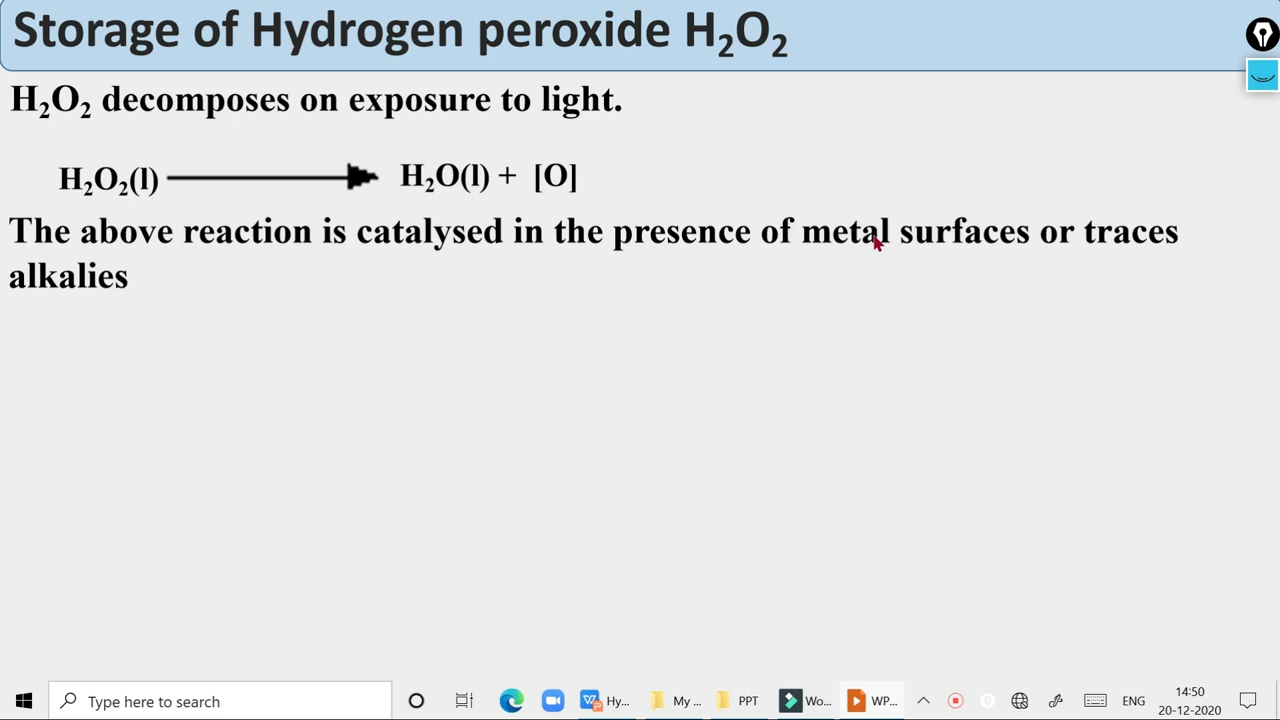 Storage of Hydrogen peroxide H₂O₂
H₂O₂ decomposes on exposure to light.
H₂O₂(l) H₂O(l) + [O]
The above reaction is catalysed in the presence of metal surfaces or traces
alkalies
Type here to search
Hy...
My ...
PPT
Wo...
WP...
ENG
14:50
20-12-2020